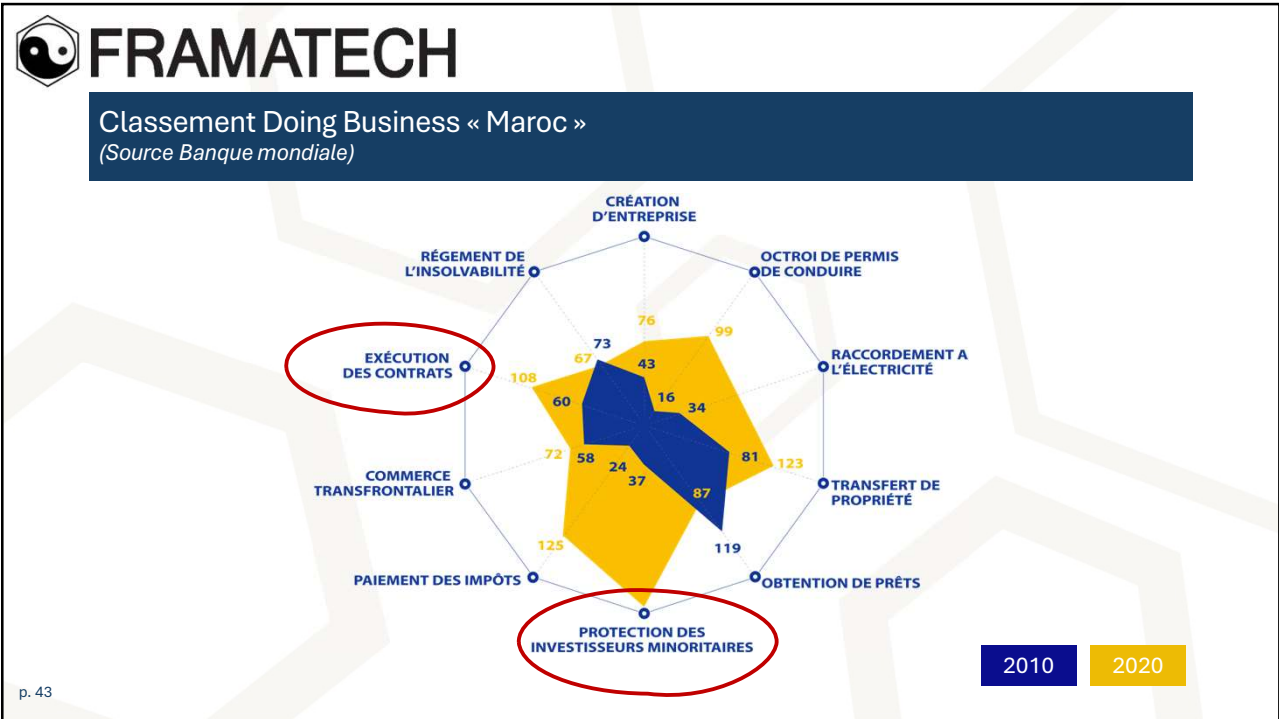 FRAMATECH
Classement Doing Business « Maroc »
(Source Banque mondiale)
CRÉATION
D'ENTREPRISE
RÉGEMENT DE
L'INSOLVABILITÉ
OCTROI DE PERMIS
DE CONDUIRE
76
99
73
67
43
EXÉCUTION
DES CONTRATS
RACCORDEMENT A
L'ÉLECTRICITÉ
108
60
16
34
72
58
24
37
81
123
87
COMMERCE
TRANSFRONTALIER
TRANSFERT DE
PROPRIÉTÉ
125
119
PAIEMENT DES IMPÔTS
OBTENTION DE PRÊTS
PROTECTION DES
INVESTISSEURS MINORITAIRES
2010
2020
p. 43